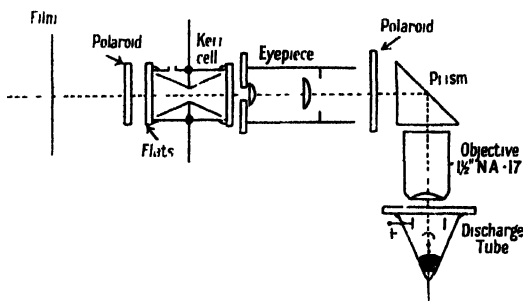 Film
Polaroid
Kerr
cell
Eyepiece
Polaroid
Prism
Flats
Objective
1½" NA ·17
Discharge
Tube